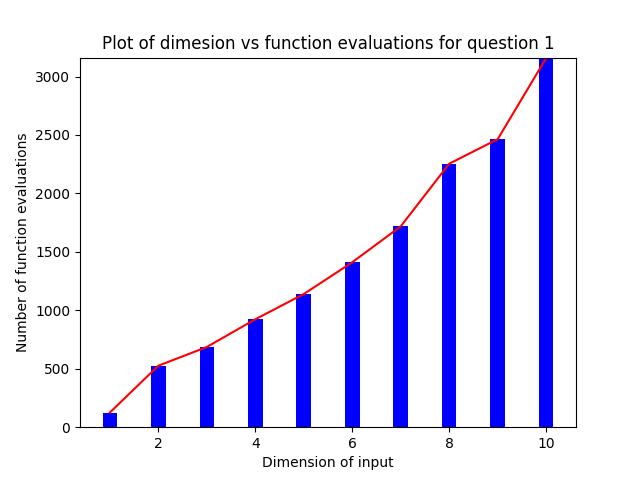 Plot of dimesion vs function evaluations for question 1
3000
2500
2000
1500
1000
500
0
Number of function evaluations
2 4 6 8 10
Dimension of input